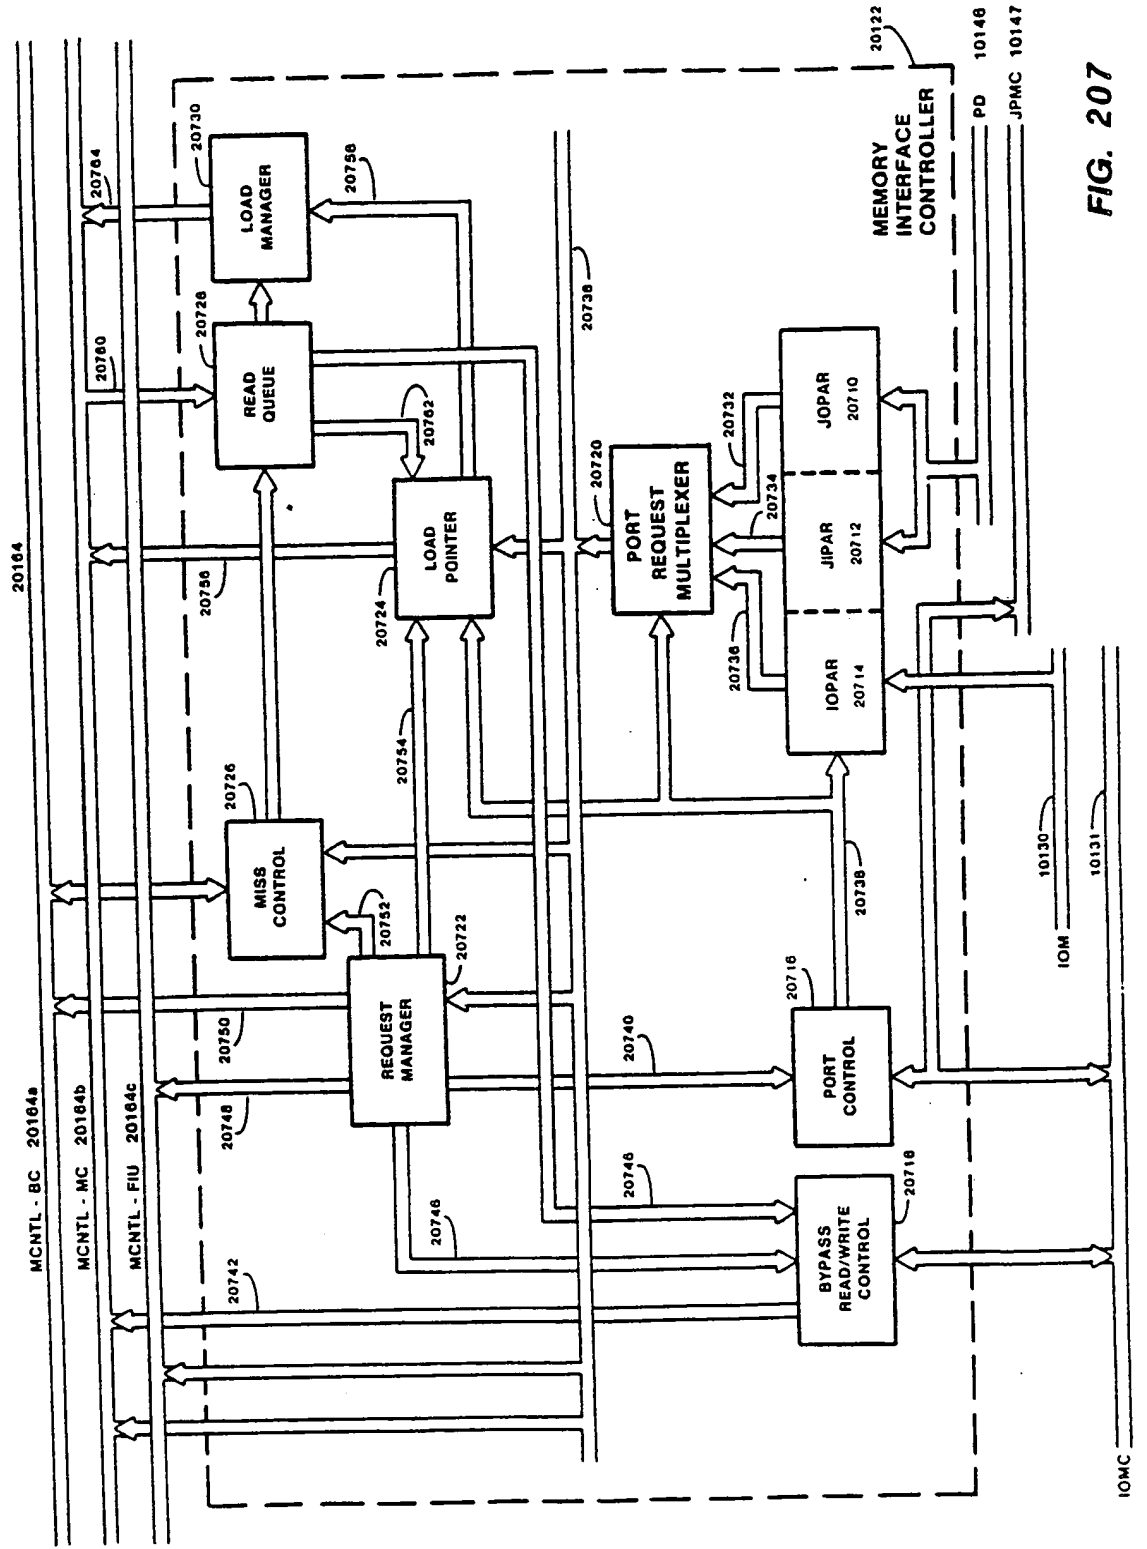 20164
MCNTL - BC 20164a
MCNTL - MC 20164b
MCNTL - FIU 20164c
20742
20748
20750
20756
20760
20764
MISS
CONTROL
20726
READ
QUEUE
20728
LOAD
MANAGER
20730
20122
REQUEST
MANAGER
20722
20752
20754
LOAD
POINTER
20724
20762
20758
20746
20746
20740
20738
PORT
REQUEST
MULTIPLEXER
20720
20736
20734
20732
BYPASS
READ/WRITE
CONTROL
20718
PORT
CONTROL
20716
20738
IOPAR
20714
JIPAR
20712
JOPAR
20710
MEMORY
INTERFACE
CONTROLLER
PD 10146
JPMC 10147
IOM
10130
IOMC
10131
FIG. 207